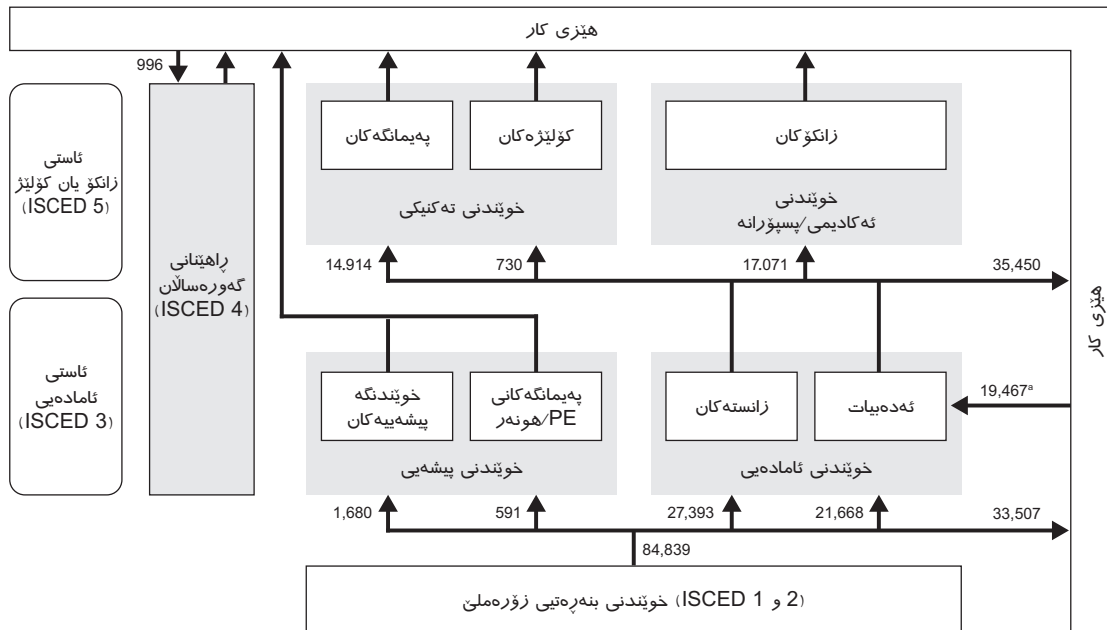 هێزی کار
996
ئاستی
زانکۆ یان کۆلێژ
(ISCED 5)
ڕاهێنانی
گەورەساڵان
(ISCED 4)
پەیمانگەکان
کۆلێژەکان
خوێندنی تەکنیکی
زانکۆکان
خوێندنی
ئەکادیمی/پسپۆرانە
14.914
730
17.071
35,450
هێزی کار
ئاستی
ئامادەیی
(ISCED 3)
خوێندنگە
پیشەییەکان
پەیمانگەکانی
PE/هونەر
خوێندنی پیشەیی
زانستەکان
ئەدەبیات
خوێندنی ئامادەیی
19,467ª
1,680
591
27,393
21,668
33,507
84,839
خوێندنی بنەڕەتیی زۆرەملێ (ISCED 1 و 2)